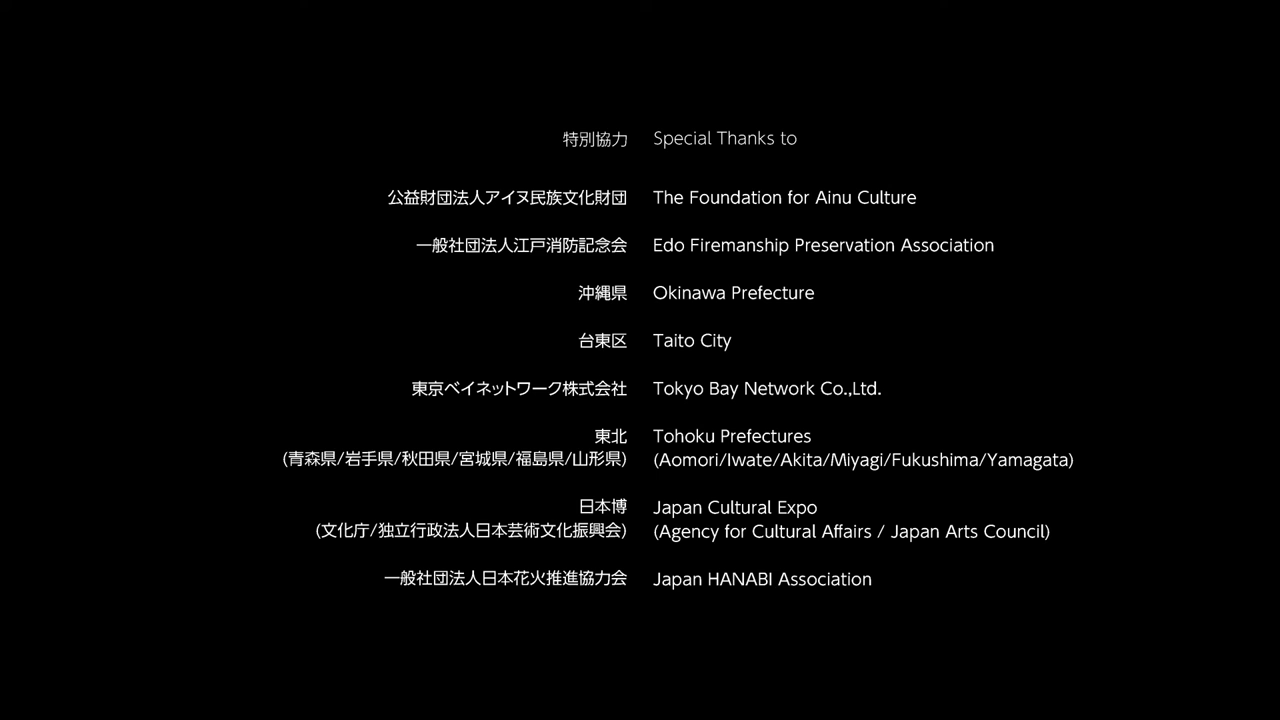 特別協力 Special Thanks to
公益財団法人アイヌ民族文化財団 The Foundation for Ainu Culture
一般社団法人江戸消防記念会 Edo Firemanship Preservation Association
沖縄県 Okinawa Prefecture
台東区 Taito City
東京ベイネットワーク株式会社 Tokyo Bay Network Co.,Ltd.
東北 Tohoku Prefectures
(青森県/岩手県/秋田県/宮城県/福島県/山形県) (Aomori/Iwate/Akita/Miyagi/Fukushima/Yamagata)
日本博 Japan Cultural Expo
(文化庁/独立行政法人日本芸術文化振興会) (Agency for Cultural Affairs / Japan Arts Council)
一般社団法人日本花火推進協力会 Japan HANABI Association